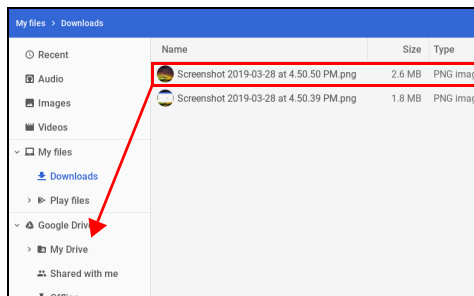 My files > Downloads
Name Size Type
Recent
Screenshot 2019-03-28 at 4.50.50 PM.png 2.6 MB PNG imag
Audio
Screenshot 2019-03-28 at 4.50.39 PM.png 1.8 MB PNG imag
Images
Videos
My files
Downloads
Play files
Google Drive
My Drive
Shared with me